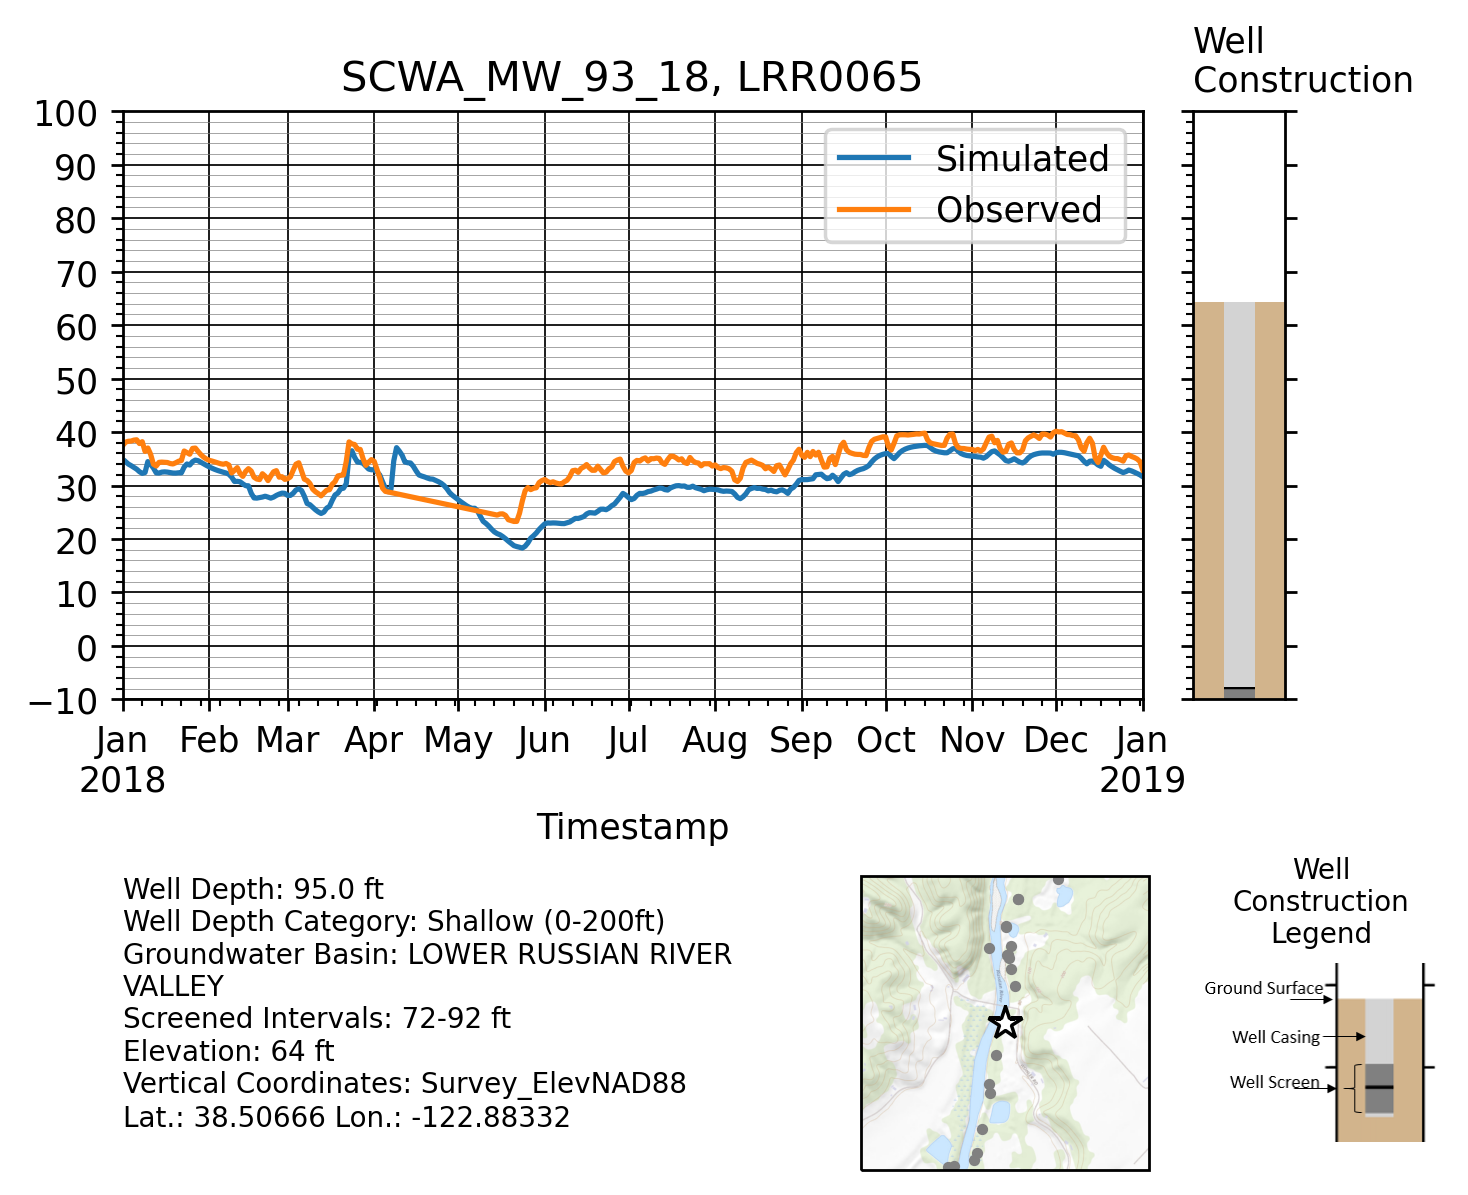 Well
Construction
SCWA_MW_93_18, LRR0065
100
90
80
70
60
50
40
30
20
10
0
−10
Simulated
Observed
Jan Feb Mar Apr May Jun Jul Aug Sep Oct Nov Dec Jan
2018 2019
Timestamp
Well Depth: 95.0 ft
Well Depth Category: Shallow (0-200ft)
Groundwater Basin: LOWER RUSSIAN RIVER
VALLEY
Screened Intervals: 72-92 ft
Elevation: 64 ft
Vertical Coordinates: Survey_ElevNAD88
Lat.: 38.50666 Lon.: -122.88332
Well
Construction
Legend
Ground Surface
Well Casing
Well Screen